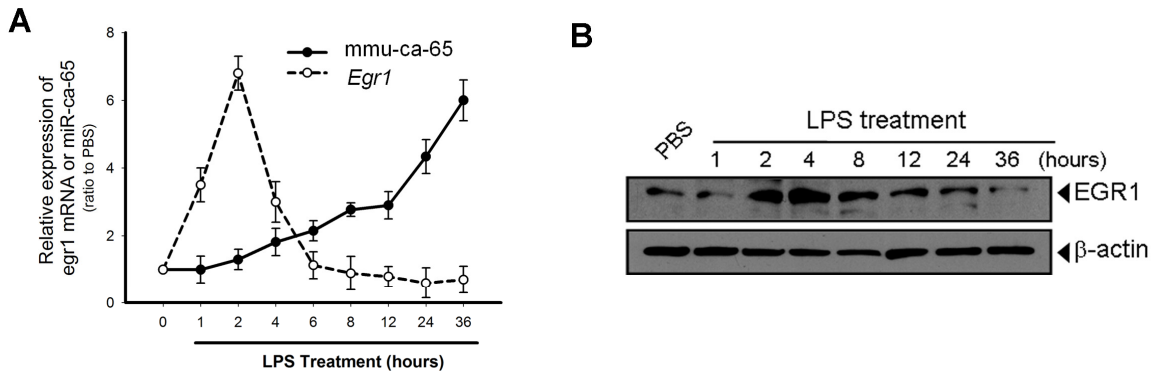 A
8
6
4
2
0
Relative expression of
egr1 mRNA or miR-ca-65
(ratio to PBS)
mmu-ca-65
Egr1
0 1 2 4 6 8 12 24 36
LPS Treatment (hours)
B
LPS treatment
PBS 1 2 4 8 12 24 36 (hours)
EGR1
β-actin